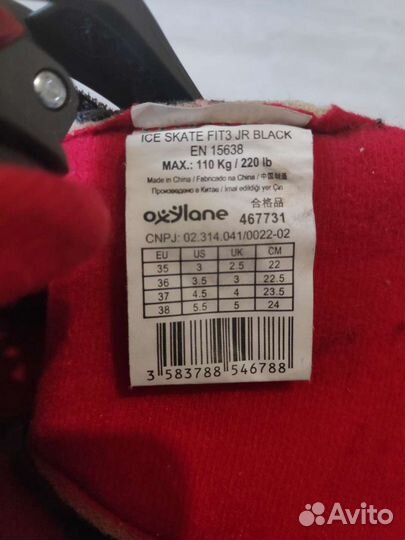 ICE SKATE FIT3 JR BLACK
EN 15638
MAX.: 110 Kg / 220 lb
Made in China / Fabricado na China / 中国制造
Произведено в Китае / Imal edildiği yer Çin
合格品
oxylane 467731
CNPJ: 02.314.041/0022-02
EU US UK CM
35 3 2.5 22
36 3.5 3 22.5
37 4.5 4 23.5
38 5.5 5 24
3 583788 546788
Avito